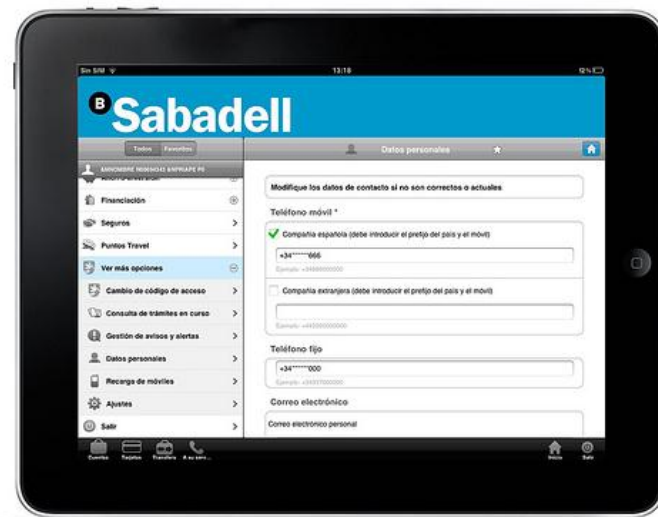 Sin SIM
13:18
12%
B Sabadell
Todos Favoritos
Datos personales
Financiación
Seguros
Puntos Travel
Ver más opciones
Cambio de código de acceso
Consulta de trámites en curso
Gestión de avisos y alertas
Datos personales
Recarga de móviles
Ajustes
Salir
Modifique los datos de contacto si no son correctos o actuales
Teléfono móvil *
Compañía española (debe introducir el prefijo del país y el móvil)
+34******666
Compañía extranjera (debe introducir el prefijo del país y el móvil)
Teléfono fijo
+34******000
Correo electrónico
Correo electrónico personal
Cuentas Tarjetas Transfers A su serv...
Inicio Salir